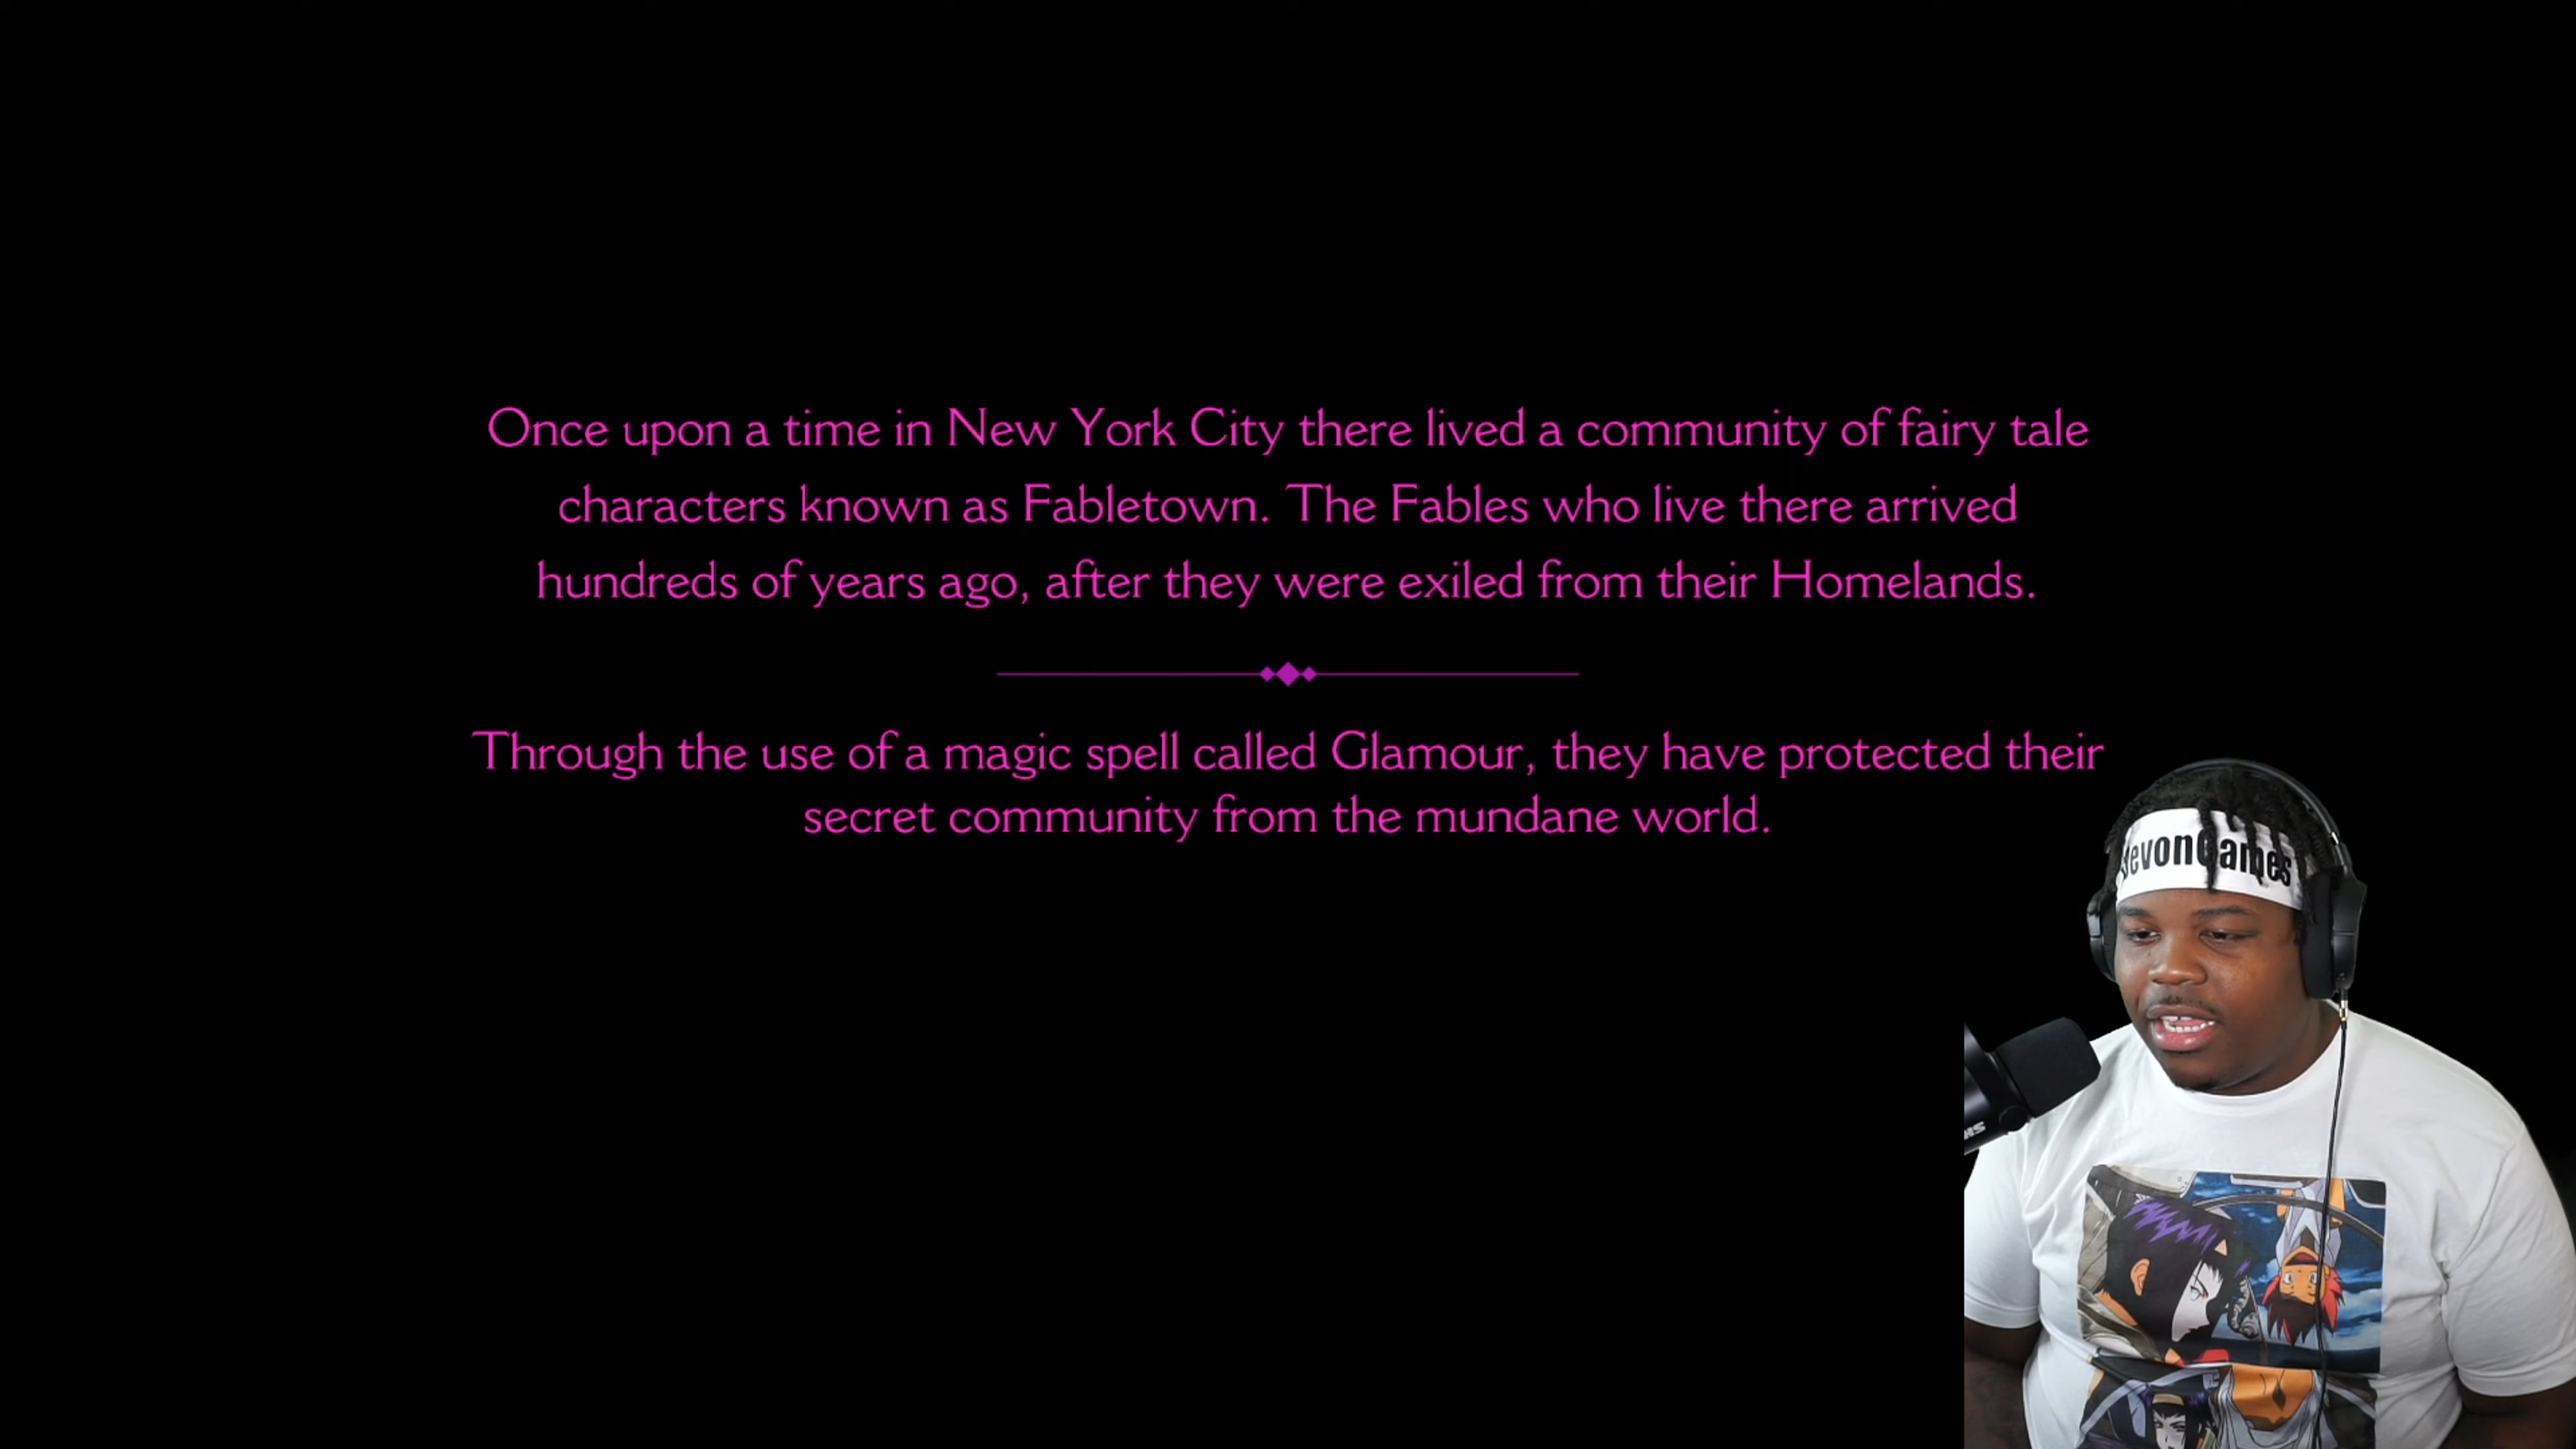 Once upon a time in New York City there lived a community of fairy tale
characters known as Fabletown. The Fables who live there arrived
hundreds of years ago, after they were exiled from their Homelands.
Through the use of a magic spell called Glamour, they have protected their
secret community from the mundane world.
evonGames